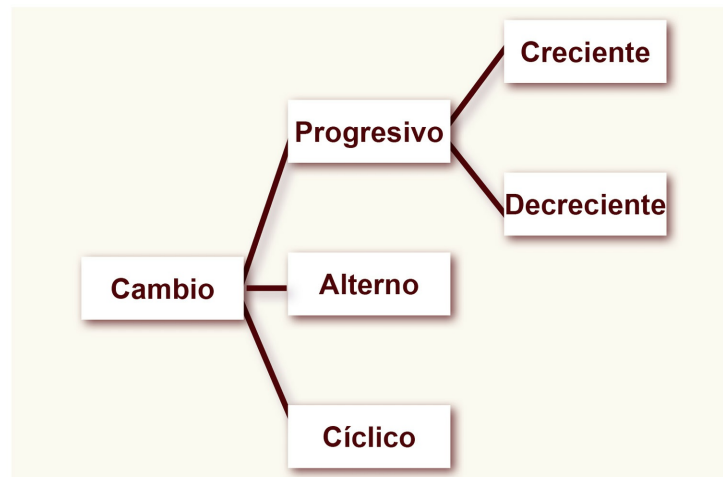 Creciente
Progresivo
Decreciente
Cambio
Alterno
Cíclico